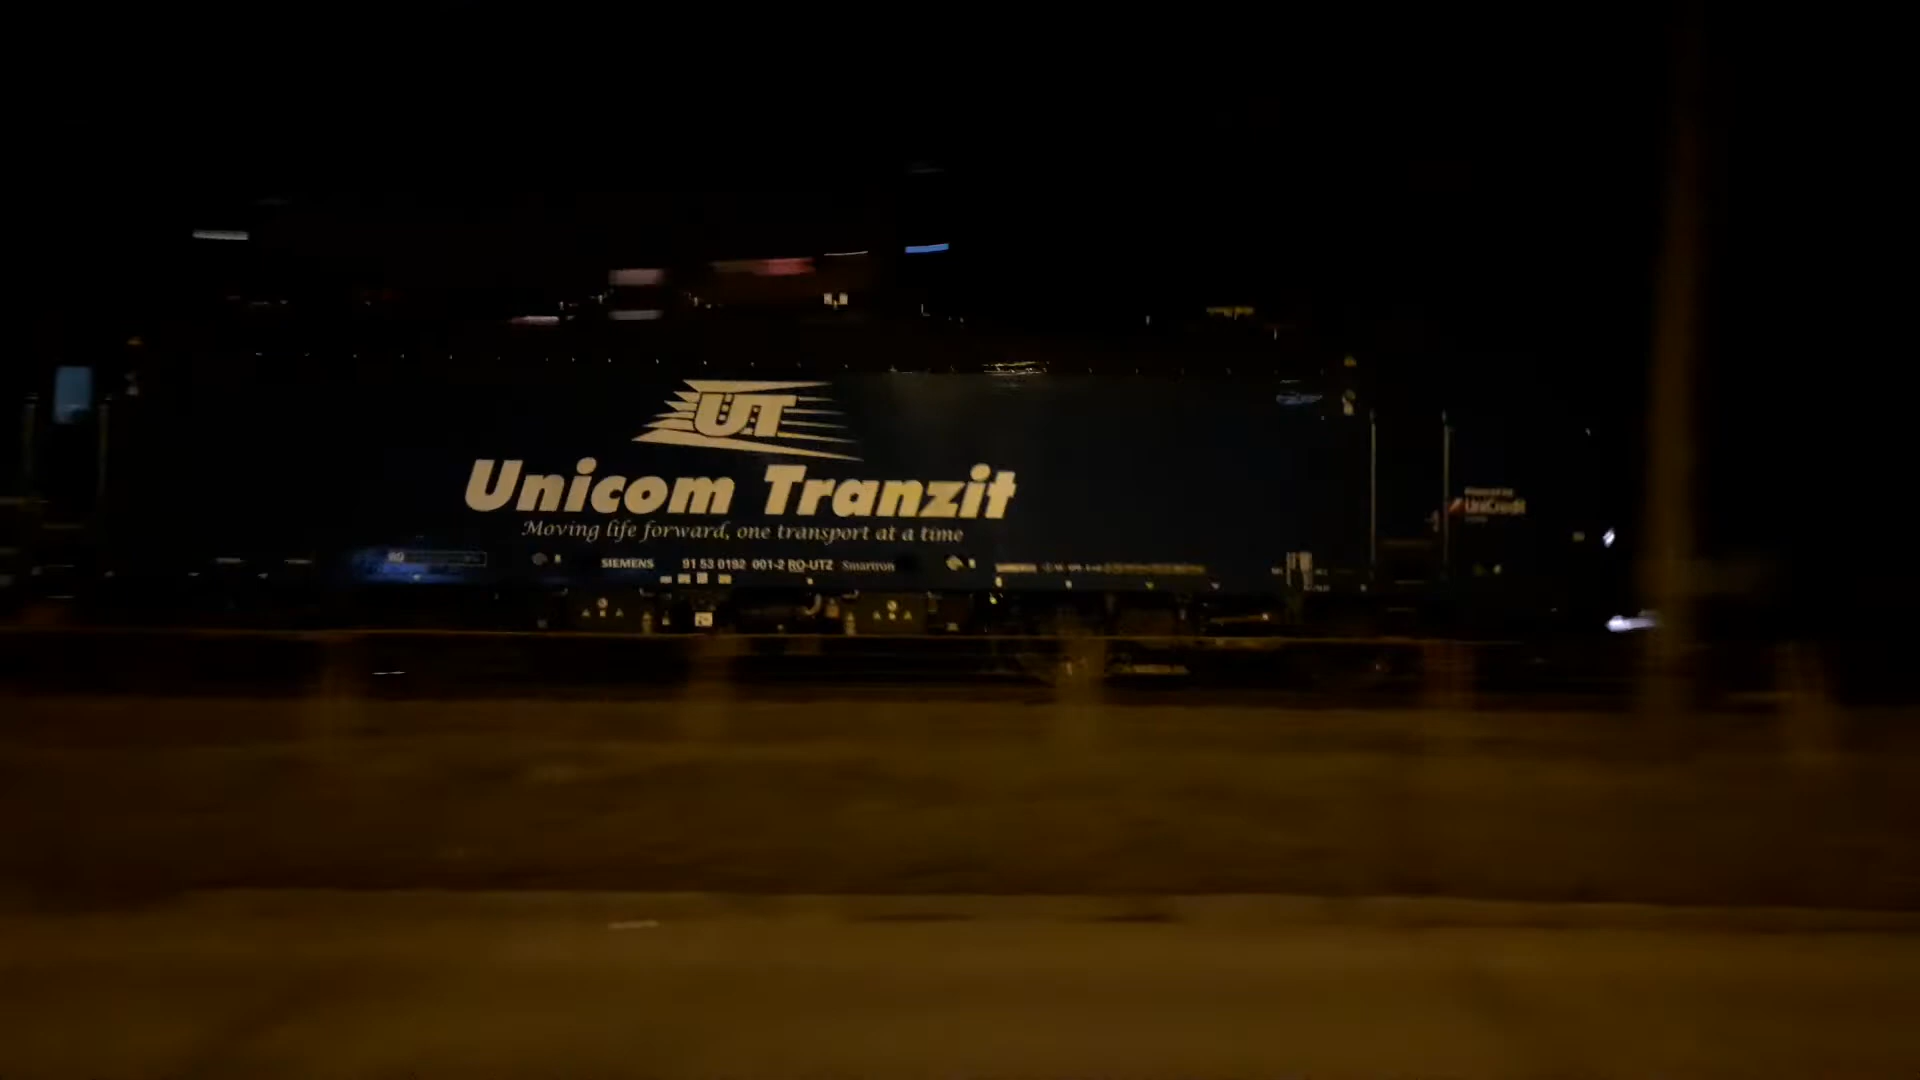 UT
Unicom Tranzit
Moving life forward, one transport at a time
SIEMENS 91 53 0192 001-2 RO-UTZ Smartron
UniCredit